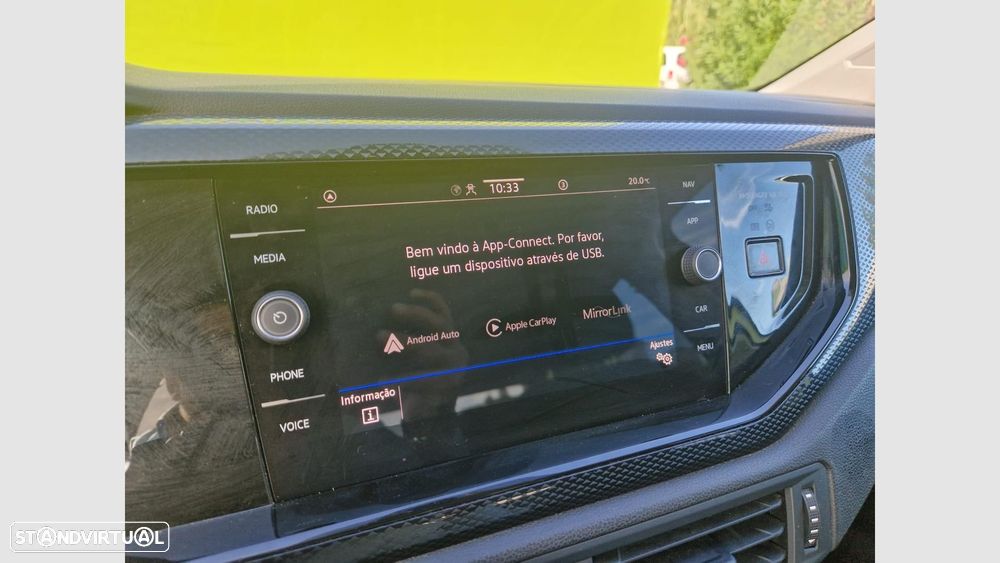 10:33
3
20.0°C
RADIO
MEDIA
PHONE
VOICE
Bem vindo à App-Connect. Por favor,
ligue um dispositivo através de USB.
Android Auto
Apple CarPlay
MirrorLink
Ajustes
Informação
i
NAV
APP
CAR
MENU
STANDVIRTUAL